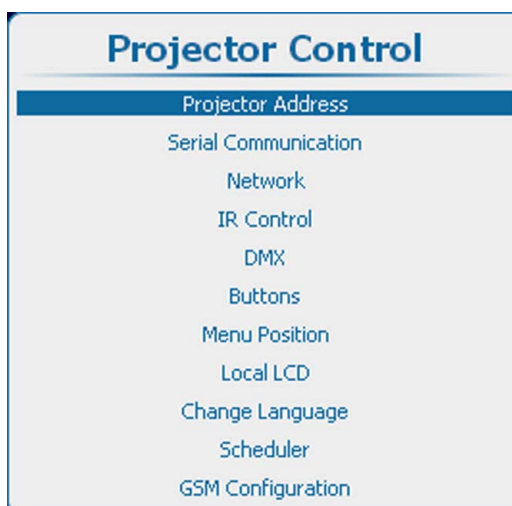 Projector Control
Projector Address
Serial Communication
Network
IR Control
DMX
Buttons
Menu Position
Local LCD
Change Language
Scheduler
GSM Configuration